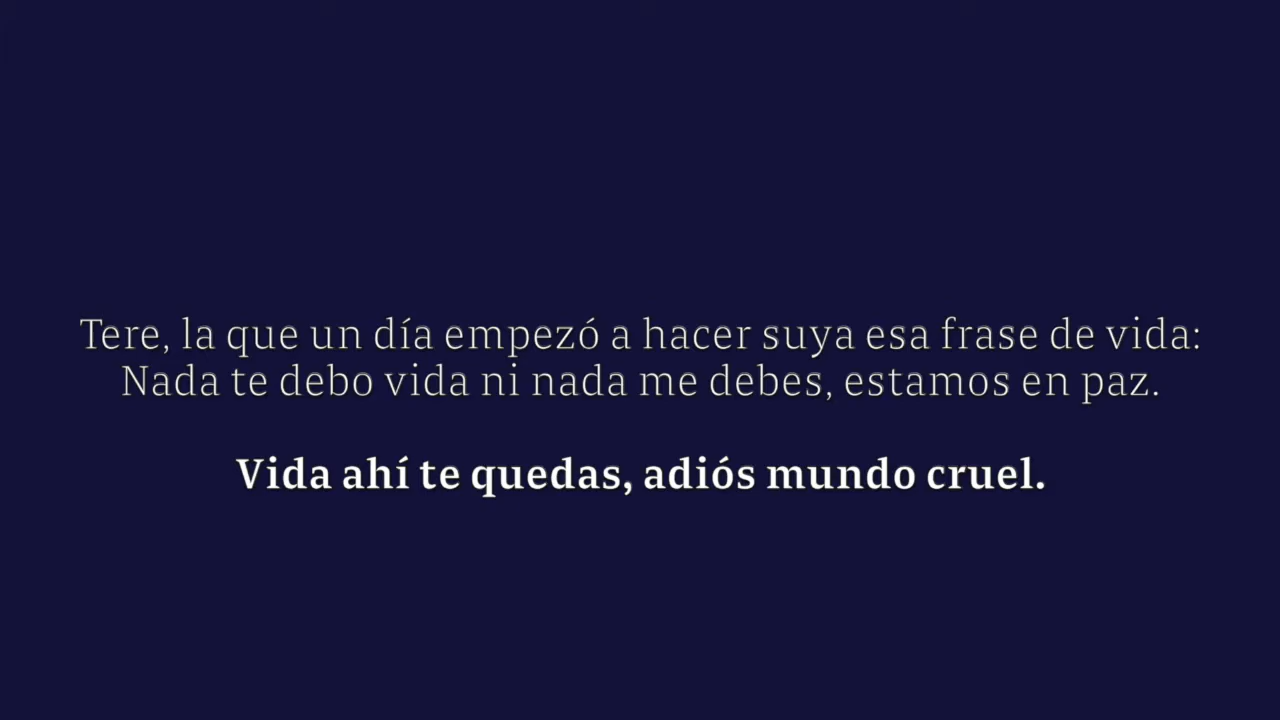 Tere, la que un día empezó a hacer suya esa frase de vida:
Nada te debo vida ni nada me debes, estamos en paz.
Vida ahí te quedas, adiós mundo cruel.